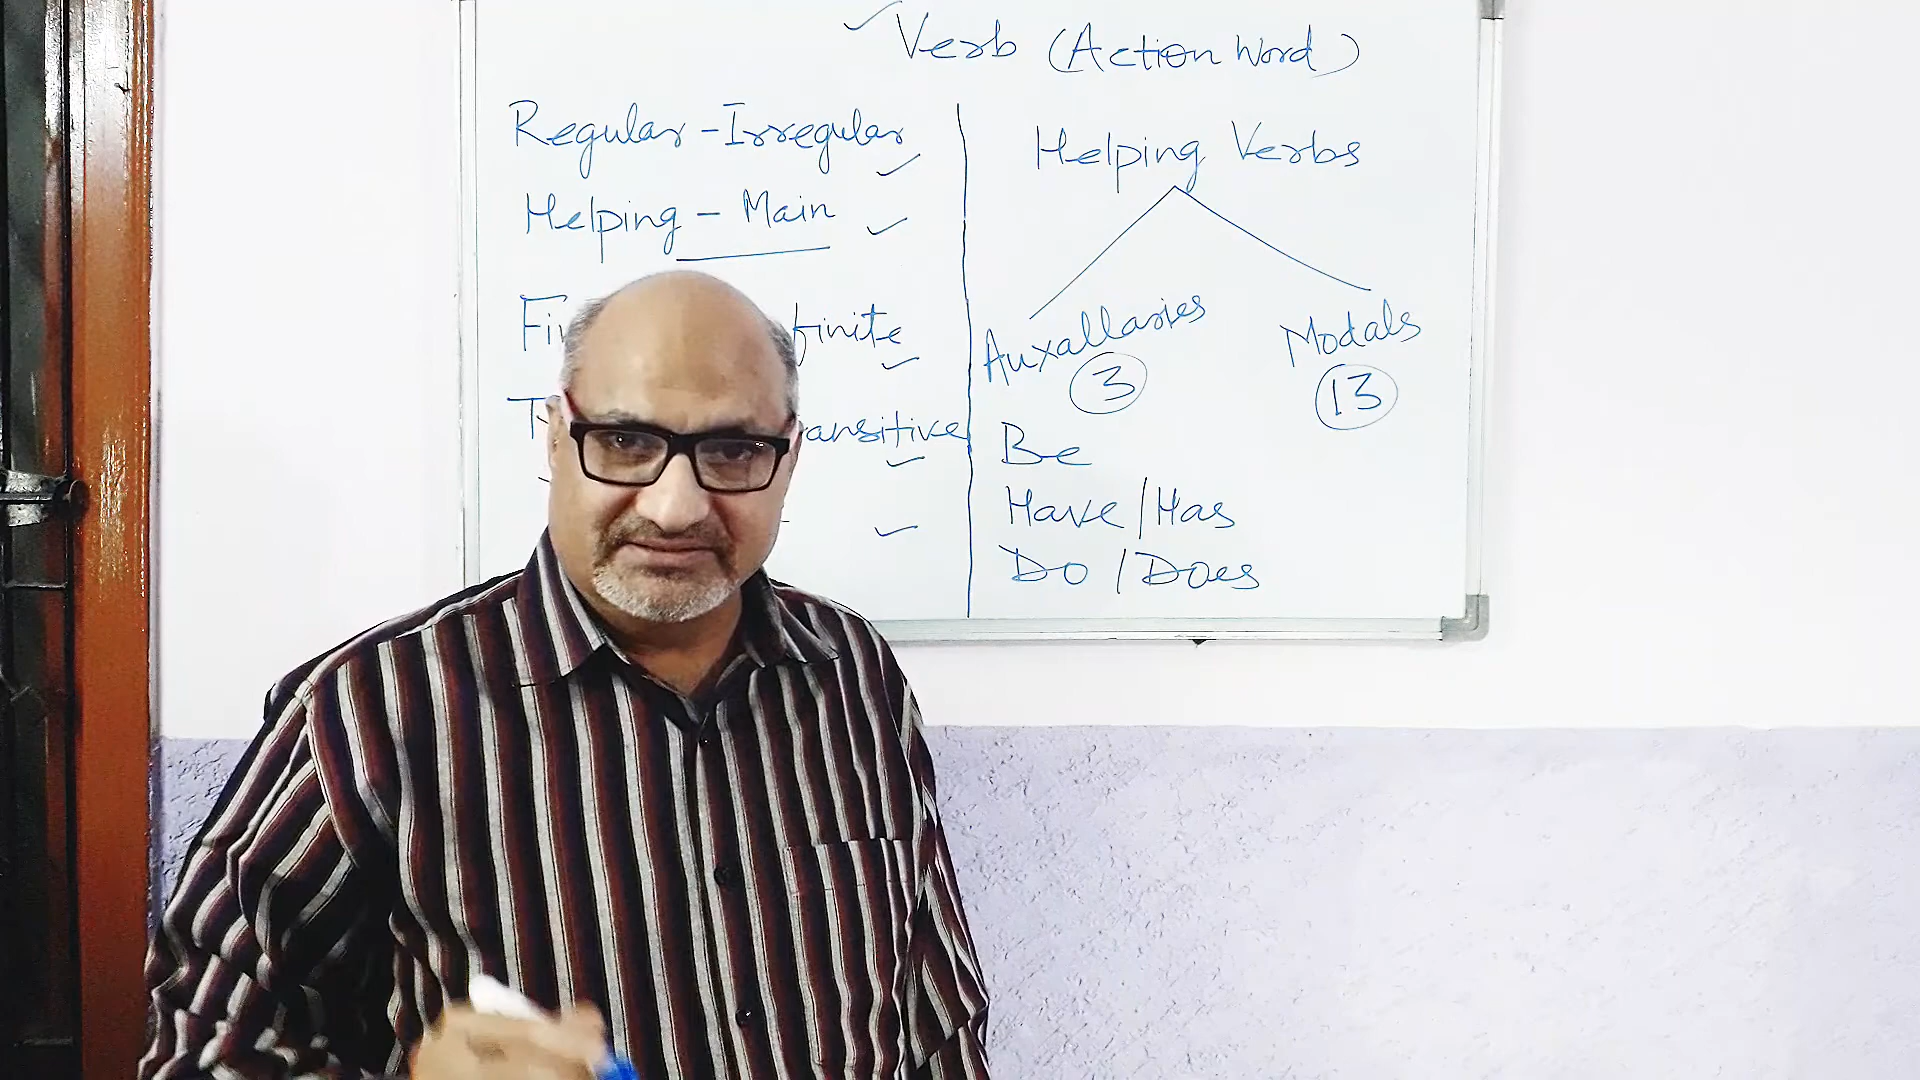 Verb (Action Word)
Regular - Irregular
Helping - Main
finite
ansitive
Helping Verbs
Auxallaries
3
Modals
13
Be
Have / Has
Do / Does